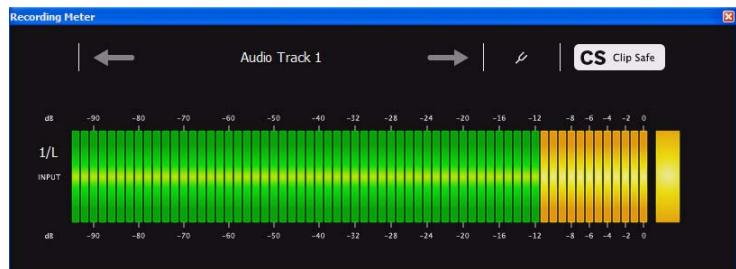 Recording Meter
Audio Track 1 CS Clip Safe
dB -90 -80 -70 -60 -50 -40 -32 -28 -24 -20 -16 -12 -8 -6 -4 -2 0
1/L
INPUT
dB -90 -80 -70 -60 -50 -40 -32 -28 -24 -20 -16 -12 -8 -6 -4 -2 0